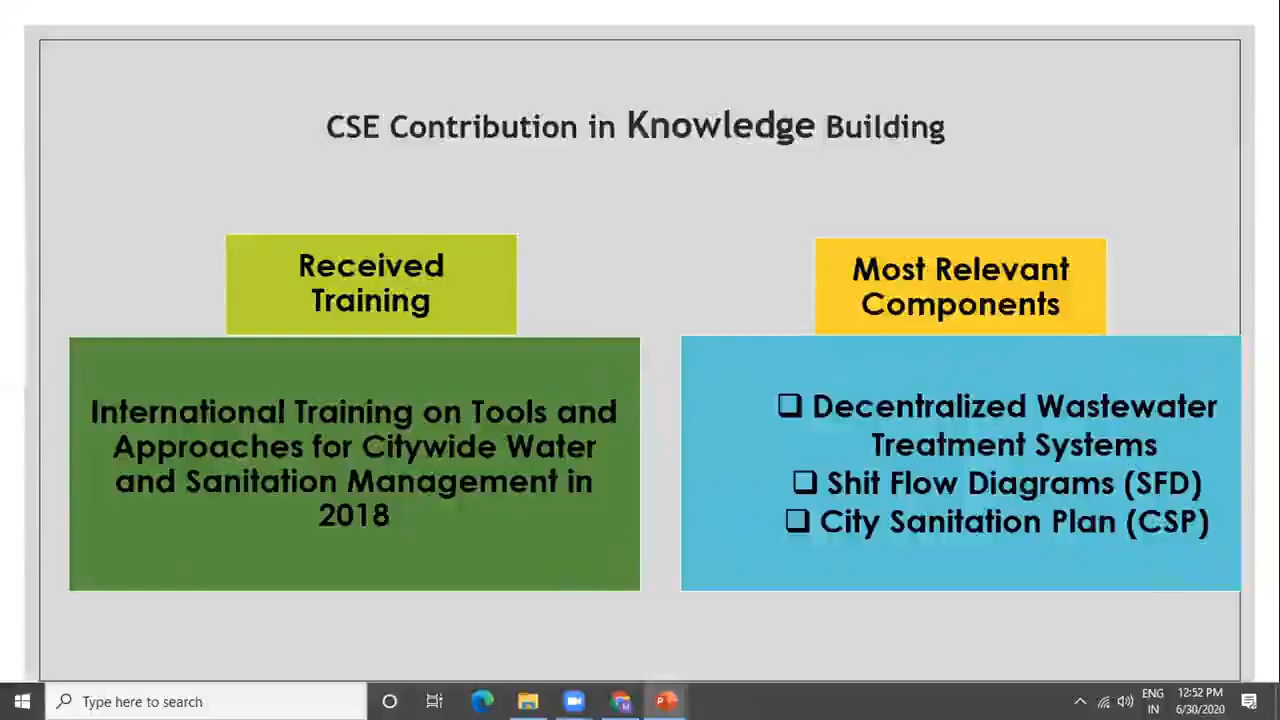 CSE Contribution in Knowledge Building
Received
Training
International Training on Tools and
Approaches for Citywide Water
and Sanitation Management in
2018
Most Relevant
Components
❑ Decentralized Wastewater
Treatment Systems
❑ Shit Flow Diagrams (SFD)
❑ City Sanitation Plan (CSP)
Type here to search
ENG
IN
12:52 PM
6/30/2020